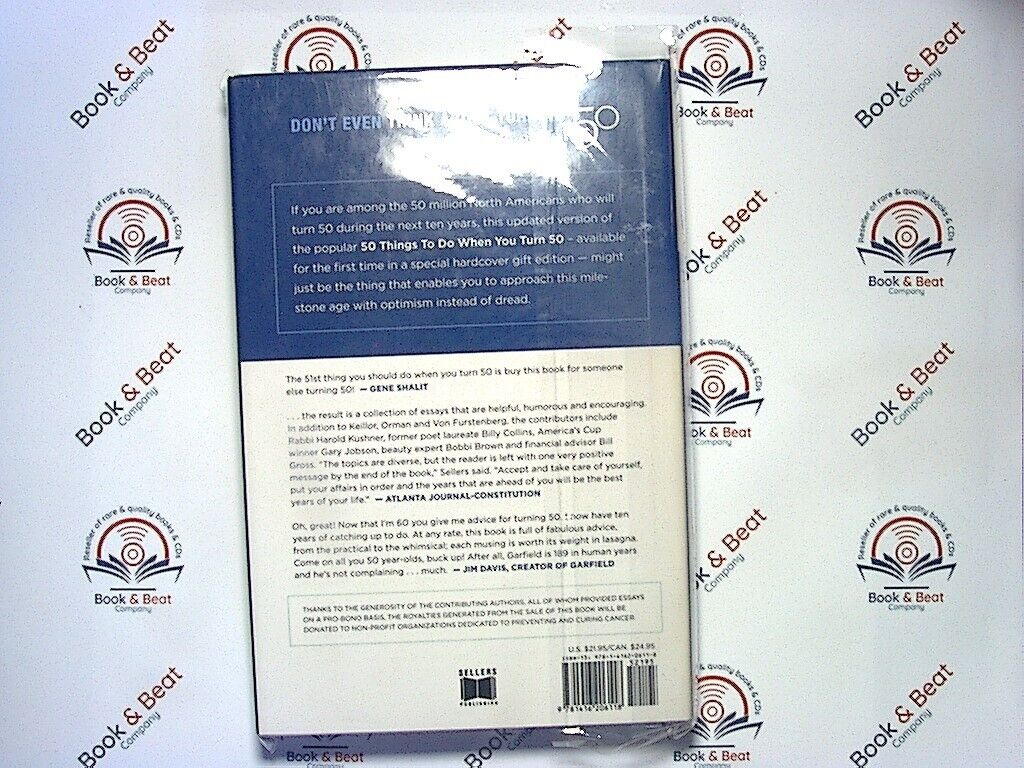 DON'T EVEN THINK 50
If you are among the 50 million North Americans who will
turn 50 during the next ten years, this updated version of
the popular 50 Things To Do When You Turn 50 – available
for the first time in a special hardcover gift edition — might
just be the thing that enables you to approach this mile-
stone age with optimism instead of dread.
The 51st thing you should do when you turn 50 is buy this book for someone
else turning 50! — GENE SHALIT
. . . the result is a collection of essays that are helpful, humorous and encouraging.
In addition to Keillor, Orman and Von Furstenberg, the contributors include
Rabbi Harold Kushner, former poet laureate Billy Collins, America's Cup
winner Gary Jobson, beauty expert Bobbi Brown and financial advisor Bill
Gross. "The topics are diverse, but the reader is left with one very positive
message by the end of the book," Sellers said. "Accept and take care of yourself,
put your affairs in order and the years that are ahead of you will be the best
years of your life." — ATLANTA JOURNAL-CONSTITUTION
Oh, great! Now that I'm 60 you give me advice for turning 50. I now have ten
years of catching up to do. At any rate, this book is full of fabulous advice,
from the practical to the whimsical; each musing is worth its weight in lasagna.
Come on all you 50 year-olds, buck up! After all, Garfield is 189 in human years
and he's not complaining . . . much. — JIM DAVIS, CREATOR OF GARFIELD
THANKS TO THE GENEROSITY OF THE CONTRIBUTING AUTHORS, ALL OF WHOM PROVIDED ESSAYS
ON A PRO-BONO BASIS, THE ROYALTIES GENERATED FROM THE SALE OF THIS BOOK WILL BE
DONATED TO NON-PROFIT ORGANIZATIONS DEDICATED TO PREVENTING AND CURING CANCER.
U.S. $21.95/CAN. $24.95
ISBN-13: 978-1-4162-0611-8
52195
9 781416 206118
SELLERS
PUBLISHING
Reseller of rare & quality books & CDs
Book & Beat
Company